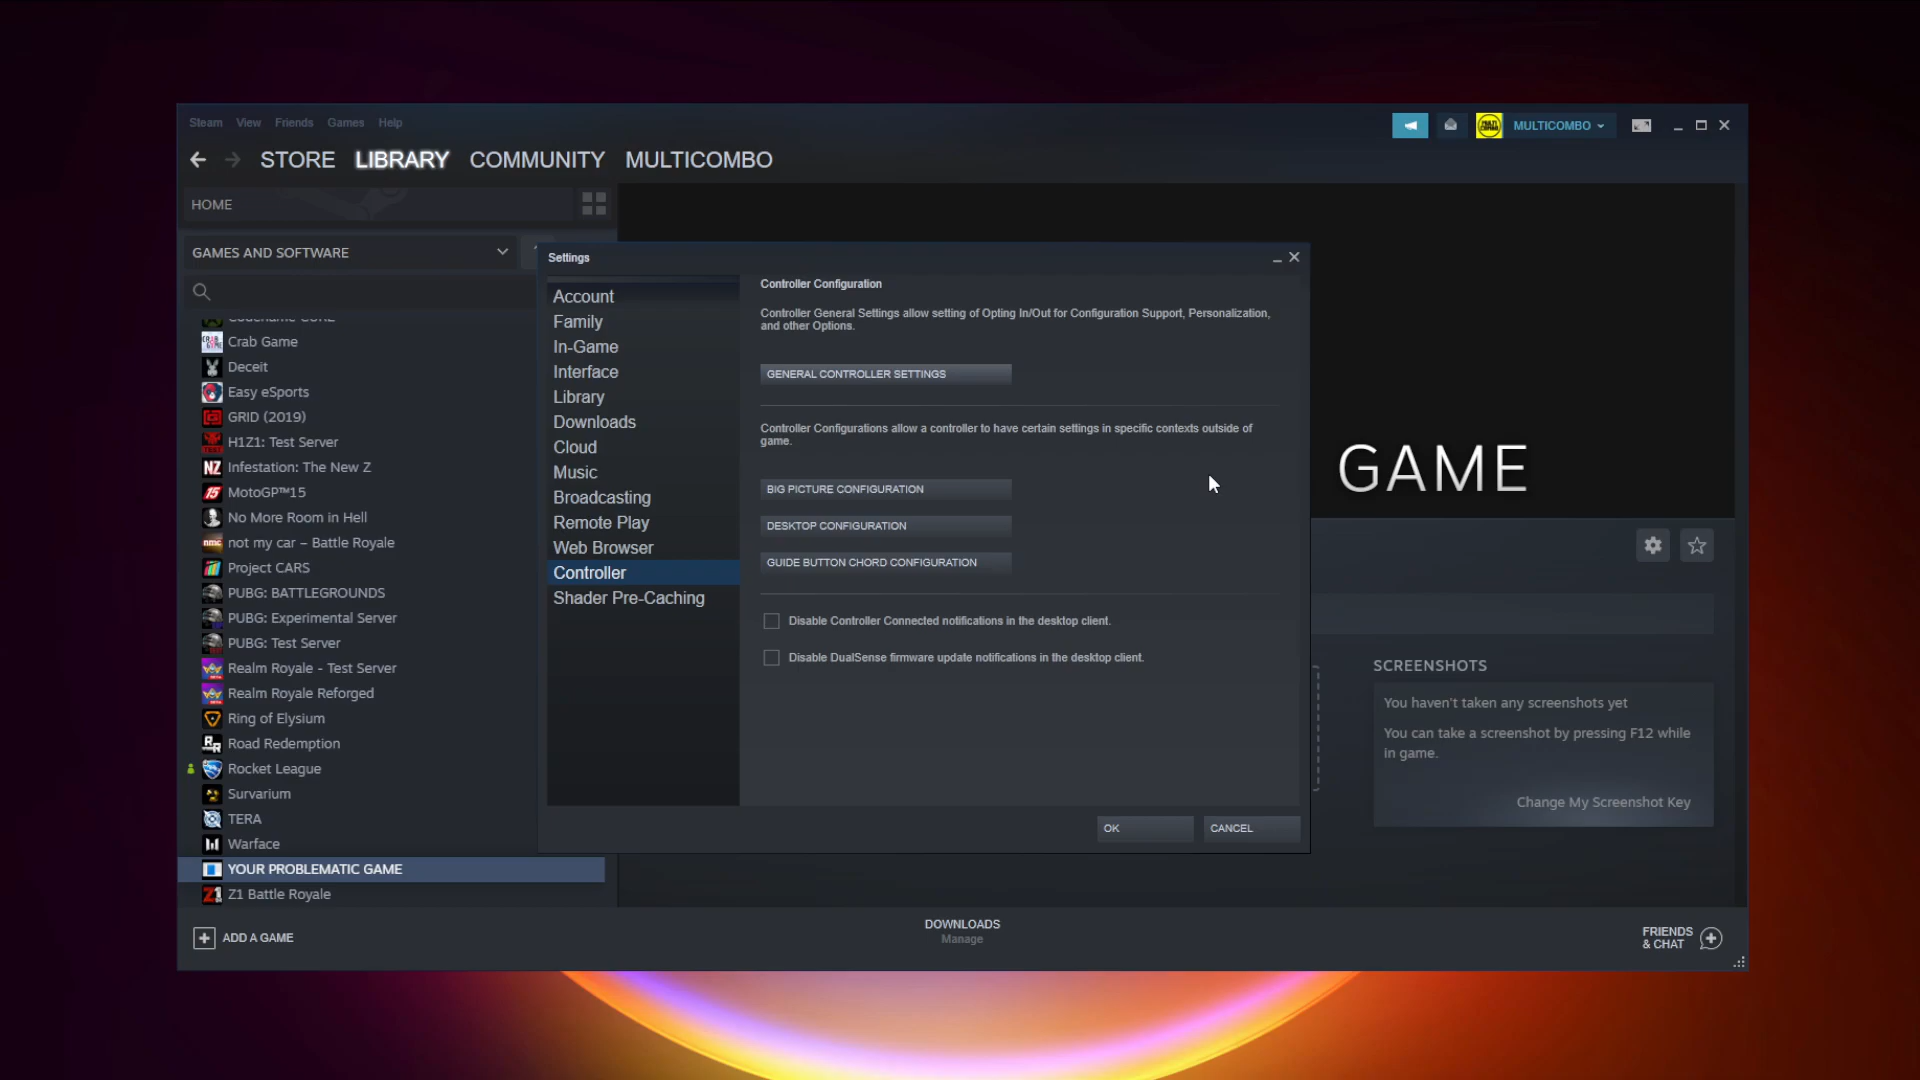 Steam View Friends Games Help
MULTICOMBO
STORE LIBRARY COMMUNITY MULTICOMBO
HOME
GAMES AND SOFTWARE
Crab Game
Deceit
Easy eSports
GRID (2019)
H1Z1: Test Server
Infestation: The New Z
MotoGP™15
No More Room in Hell
not my car – Battle Royale
Project CARS
PUBG: BATTLEGROUNDS
PUBG: Experimental Server
PUBG: Test Server
Realm Royale - Test Server
Realm Royale Reforged
Ring of Elysium
Road Redemption
Rocket League
Survarium
TERA
Warface
YOUR PROBLEMATIC GAME
Z1 Battle Royale
Settings
Account
Family
In-Game
Interface
Library
Downloads
Cloud
Music
Broadcasting
Remote Play
Web Browser
Controller
Shader Pre-Caching
Controller Configuration
Controller General Settings allow setting of Opting In/Out for Configuration Support, Personalization,
and other Options.
GENERAL CONTROLLER SETTINGS
Controller Configurations allow a controller to have certain settings in specific contexts outside of
game.
BIG PICTURE CONFIGURATION
DESKTOP CONFIGURATION
GUIDE BUTTON CHORD CONFIGURATION
Disable Controller Connected notifications in the desktop client.
Disable DualSense firmware update notifications in the desktop client.
OK CANCEL
GAME
SCREENSHOTS
You haven't taken any screenshots yet
You can take a screenshot by pressing F12 while
in game.
Change My Screenshot Key
ADD A GAME
DOWNLOADS
Manage
FRIENDS
& CHAT